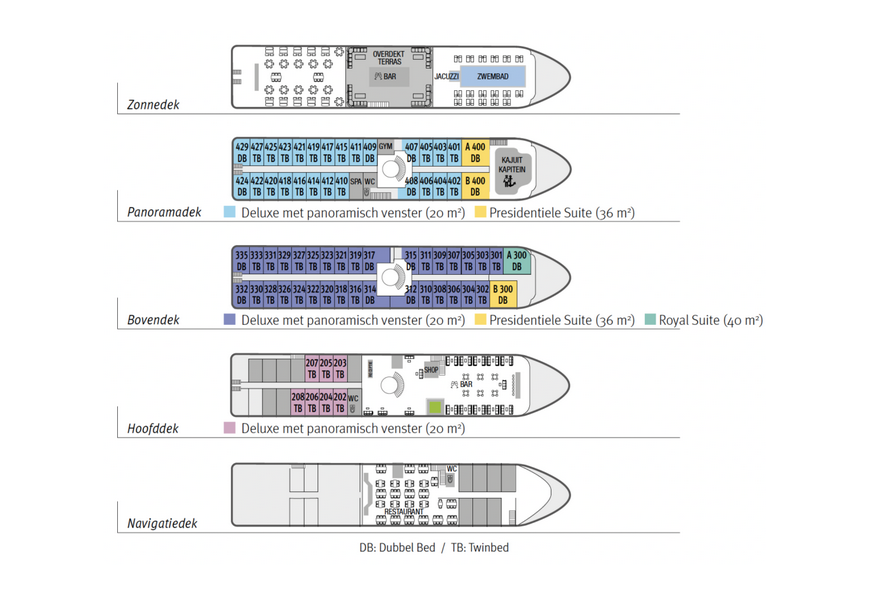 OVERDEKT
TERRAS
BAR
JACUZZI
ZWEMBAD
Zonnedek
429 427 425 423 421 419 417 415 411 409 GYM 407 405 403 401 A 400
DB TB TB TB TB TB TB TB TB DB DB TB TB TB DB
KAJUIT
KAPITEIN
424 422 420 418 416 414 412 410 SPA WC 408 406 404 402 B 400
DB TB TB TB TB TB TB TB DB TB TB TB DB
Panoramadek
Deluxe met panoramisch venster (20 m²) Presidentiele Suite (36 m²)
335 333 331 329 327 325 323 321 319 317 315 311 309 307 305 303 301 A 300
DB TB TB TB TB TB TB TB TB DB DB TB TB TB TB TB TB DB
332 330 328 326 324 322 320 318 316 314 312 310 308 306 304 302 B 300
DB TB TB TB TB TB TB TB TB DB DB TB TB TB TB TB DB
Bovendek
Deluxe met panoramisch venster (20 m²) Presidentiele Suite (36 m²) Royal Suite (40 m²)
207 205 203
TB TB TB
SHOP
BAR
208 206 204 202 WC
TB TB TB TB
Hoofddek
Deluxe met panoramisch venster (20 m²)
WC
RESTAURANT
Navigatiedek
DB: Dubbel Bed / TB: Twinbed